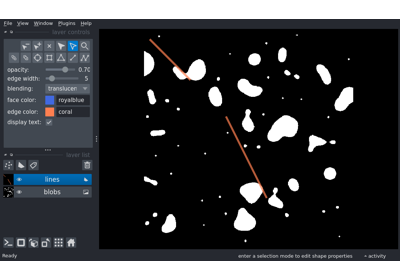 File View Window Plugins Help
layer controls
opacity: 0.70
edge width: 5
blending: translucen
face color: royalblue
edge color: coral
display text:
layer list
lines
blobs
Ready enter a selection mode to edit shape properties activity